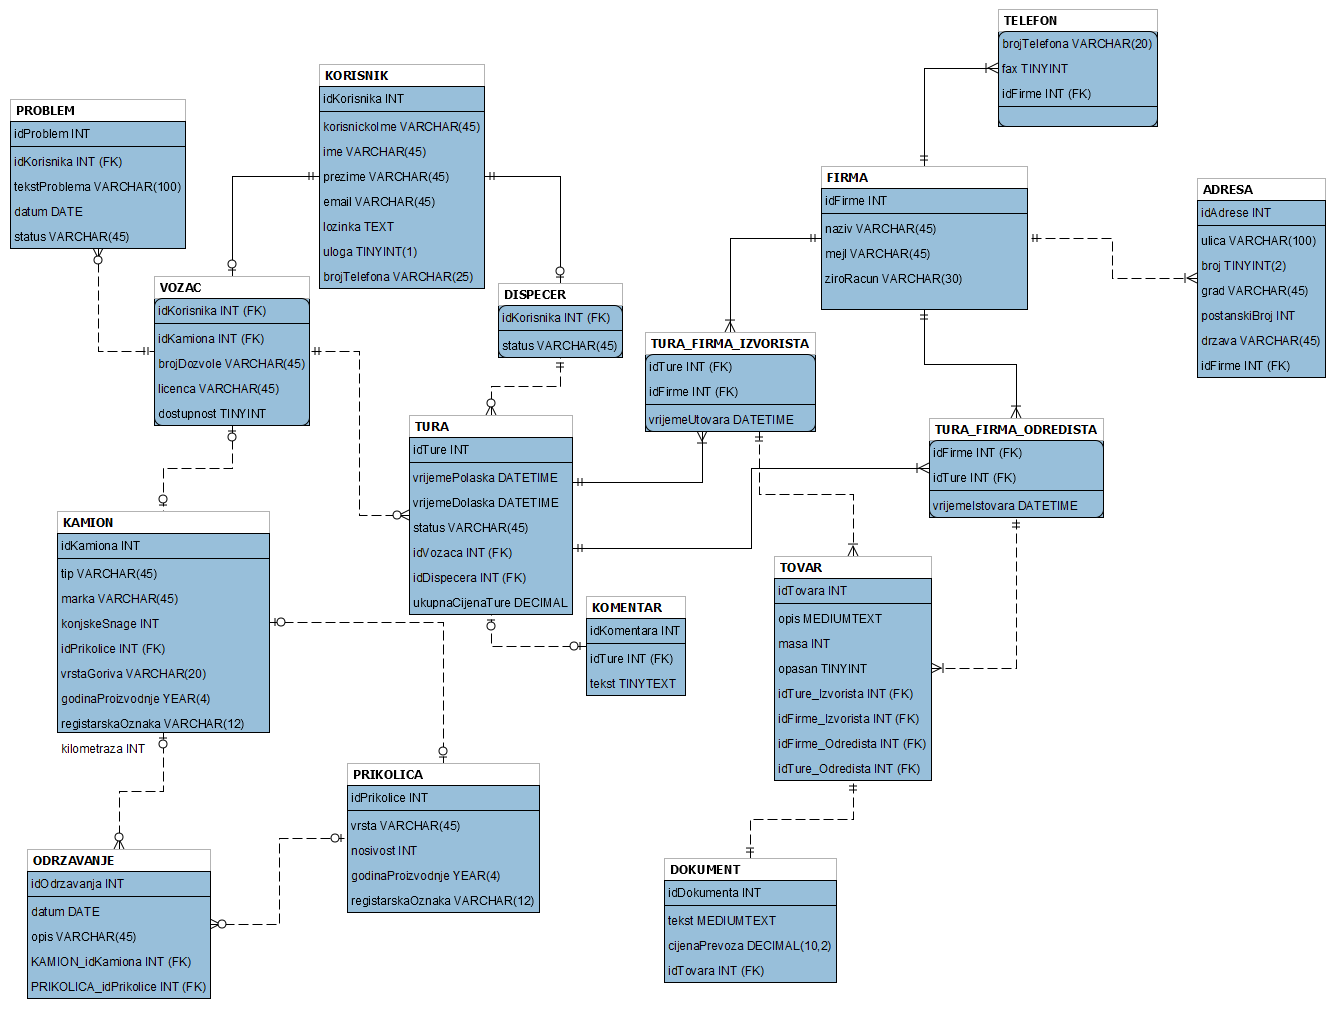 TELEFON
brojTelefona VARCHAR(20)
fax TINYINT
idFirme INT (FK)
KORISNIK
idKorisnika INT
korisnickoIme VARCHAR(45)
ime VARCHAR(45)
prezime VARCHAR(45)
email VARCHAR(45)
lozinka TEXT
uloga TINYINT(1)
brojTelefona VARCHAR(25)
PROBLEM
idProblem INT
idKorisnika INT (FK)
tekstProblema VARCHAR(100)
datum DATE
status VARCHAR(45)
FIRMA
idFirme INT
naziv VARCHAR(45)
mejl VARCHAR(45)
ziroRacun VARCHAR(30)
ADRESA
idAdrese INT
ulica VARCHAR(100)
broj TINYINT(2)
grad VARCHAR(45)
postanskiBroj INT
drzava VARCHAR(45)
idFirme INT (FK)
VOZAC
idKorisnika INT (FK)
idKamiona INT (FK)
brojDozvole VARCHAR(45)
licenca VARCHAR(45)
dostupnost TINYINT
DISPECER
idKorisnika INT (FK)
status VARCHAR(45)
TURA_FIRMA_IZVORISTA
idTure INT (FK)
idFirme INT (FK)
vrijemeUtovara DATETIME
TURA
idTure INT
vrijemePolaska DATETIME
vrijemeDolaska DATETIME
status VARCHAR(45)
idVozaca INT (FK)
idDispecera INT (FK)
ukupnaCijenaTure DECIMAL
TURA_FIRMA_ODREDISTA
idFirme INT (FK)
idTure INT (FK)
vrijemeIstovara DATETIME
KAMION
idKamiona INT
tip VARCHAR(45)
marka VARCHAR(45)
konjskeSnage INT
idPrikolice INT (FK)
vrstaGoriva VARCHAR(20)
godinaProizvodnje YEAR(4)
registarskaOznaka VARCHAR(12)
kilometraza INT
TOVAR
idTovara INT
opis MEDIUMTEXT
masa INT
opasan TINYINT
idTure_Izvorista INT (FK)
idFirme_Izvorista INT (FK)
idFirme_Odredista INT (FK)
idTure_Odredista INT (FK)
KOMENTAR
idKomentara INT
idTure INT (FK)
tekst TINYTEXT
PRIKOLICA
idPrikolice INT
vrsta VARCHAR(45)
nosivost INT
godinaProizvodnje YEAR(4)
registarskaOznaka VARCHAR(12)
ODRZAVANJE
idOdrzavanja INT
datum DATE
opis VARCHAR(45)
KAMION_idKamiona INT (FK)
PRIKOLICA_idPrikolice INT (FK)
DOKUMENT
idDokumenta INT
tekst MEDIUMTEXT
cijenaPrevoza DECIMAL(10,2)
idTovara INT (FK)